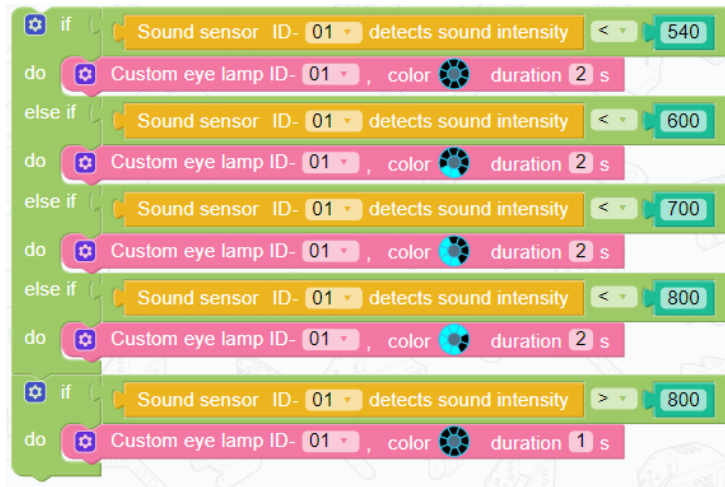 if Sound sensor ID- 01 detects sound intensity < 540
do Custom eye lamp ID- 01 , color duration 2 s
else if Sound sensor ID- 01 detects sound intensity < 600
do Custom eye lamp ID- 01 , color duration 2 s
else if Sound sensor ID- 01 detects sound intensity < 700
do Custom eye lamp ID- 01 , color duration 2 s
else if Sound sensor ID- 01 detects sound intensity < 800
do Custom eye lamp ID- 01 , color duration 2 s
if Sound sensor ID- 01 detects sound intensity > 800
do Custom eye lamp ID- 01 , color duration 1 s